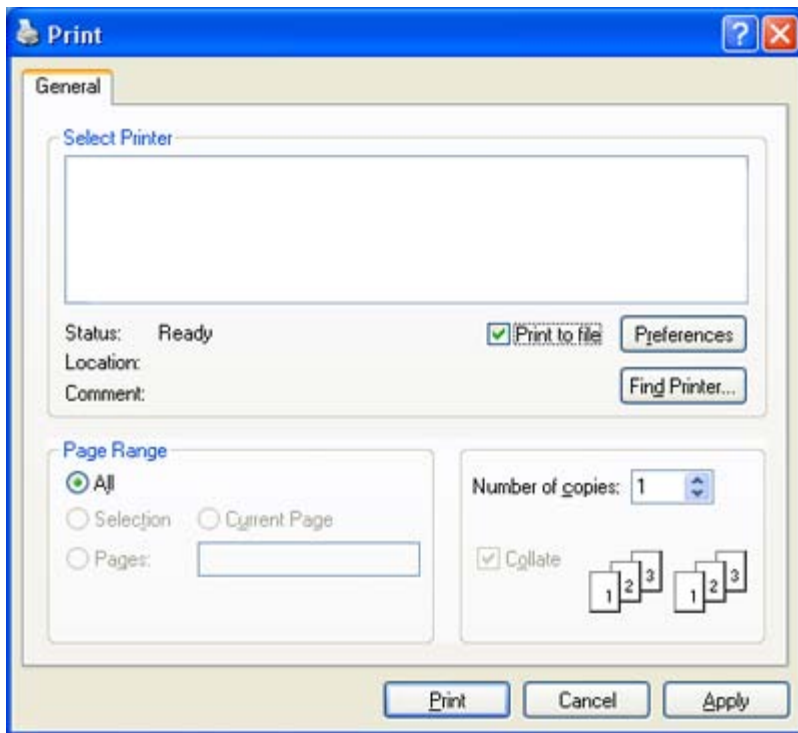 Print
General
Select Printer
Status: Ready
Print to file
Preferences
Location:
Comment:
Find Printer...
Page Range
All
Selection
Current Page
Pages:
Number of copies: 1
Collate
1 2 3 1 2 3
Print
Cancel
Apply